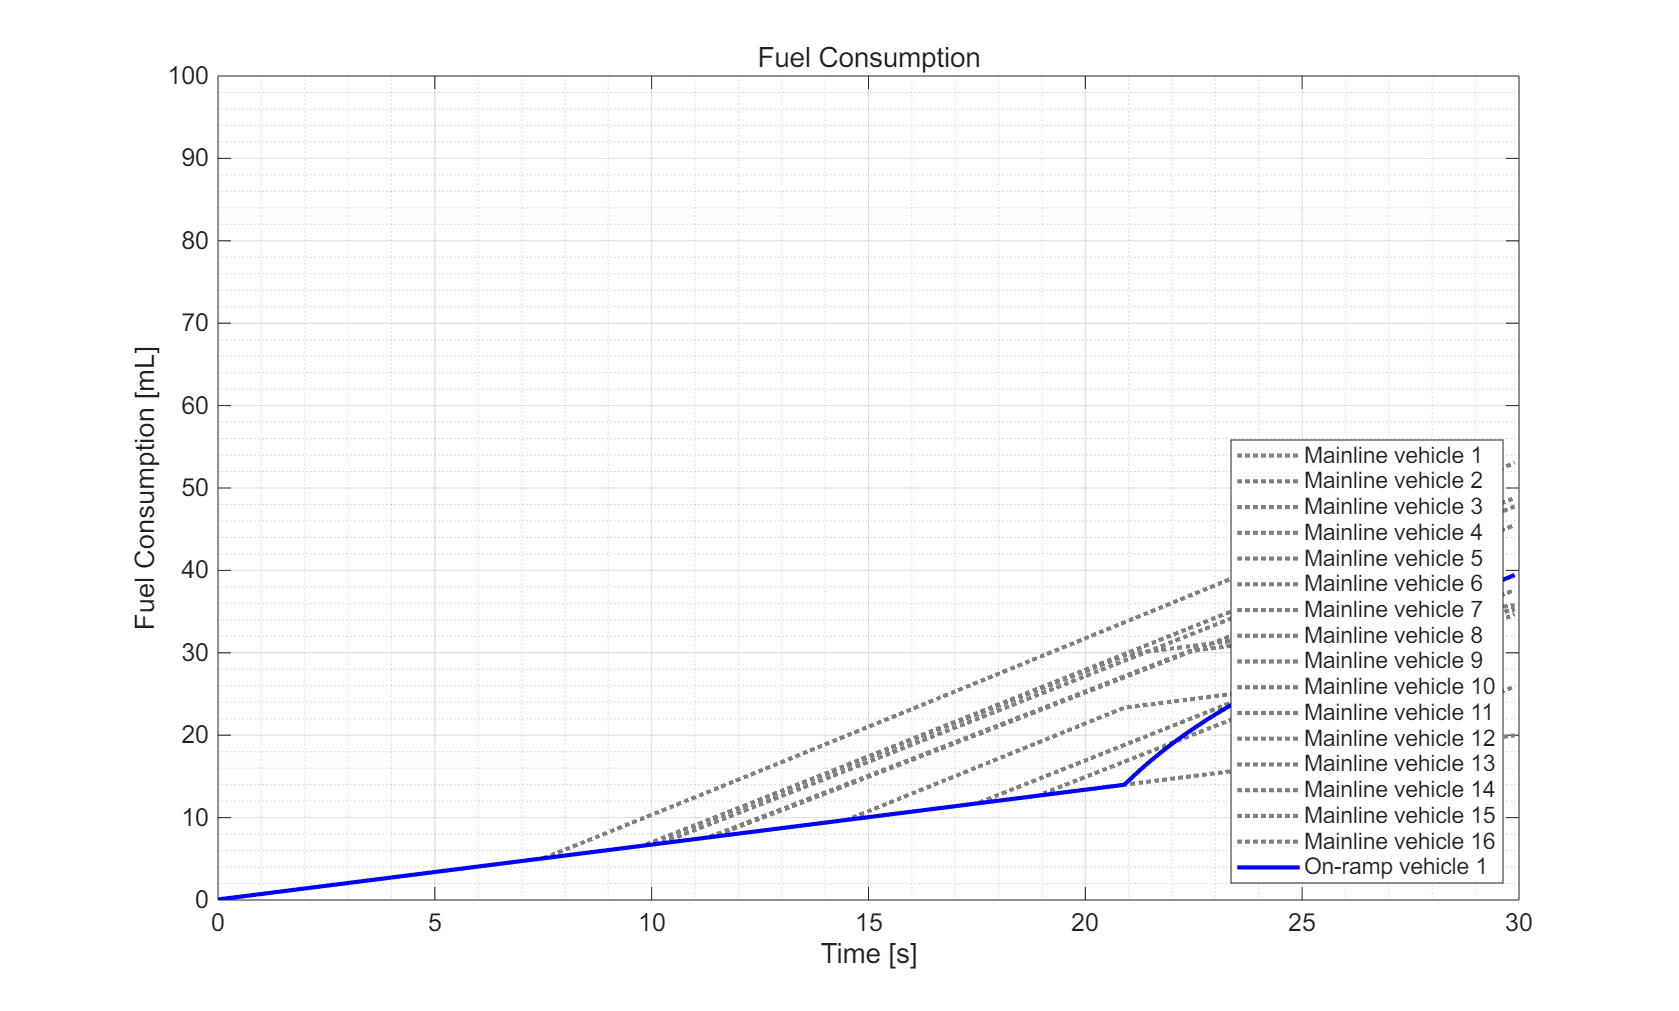 Fuel Consumption
100
90
80
70
60
50
40
30
20
10
0
Fuel Consumption [mL]
0 5 10 15 20 25 30
Time [s]
Mainline vehicle 1
Mainline vehicle 2
Mainline vehicle 3
Mainline vehicle 4
Mainline vehicle 5
Mainline vehicle 6
Mainline vehicle 7
Mainline vehicle 8
Mainline vehicle 9
Mainline vehicle 10
Mainline vehicle 11
Mainline vehicle 12
Mainline vehicle 13
Mainline vehicle 14
Mainline vehicle 15
Mainline vehicle 16
On-ramp vehicle 1